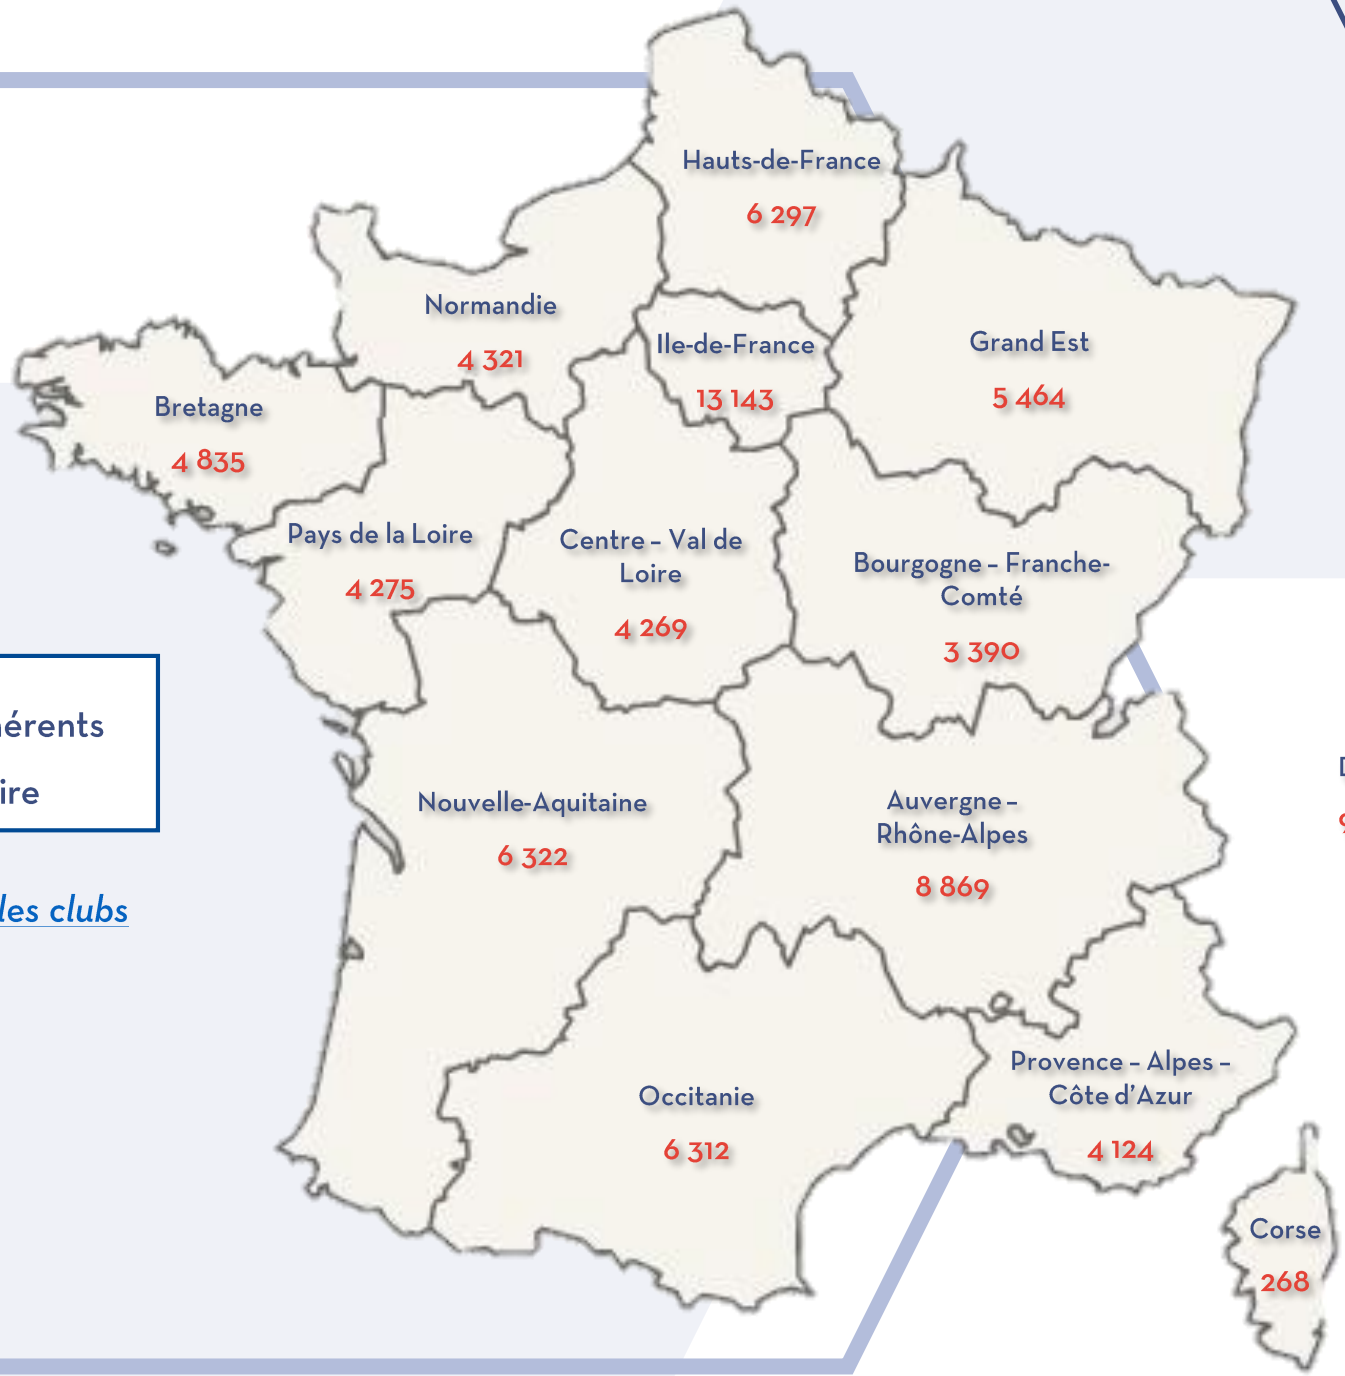 Hauts-de-France
6 297
Normandie
4 321
Ile-de-France
13 143
Grand Est
5 464
Bretagne
4 835
Pays de la Loire
4 275
Centre – Val de
Loire
4 269
Bourgogne – Franche-
Comté
3 390
ire
les clubs
Nouvelle-Aquitaine
6 322
Auvergne –
Rhône-Alpes
8 869
Occitanie
6 312
Provence – Alpes –
Côte d'Azur
4 124
Corse
268